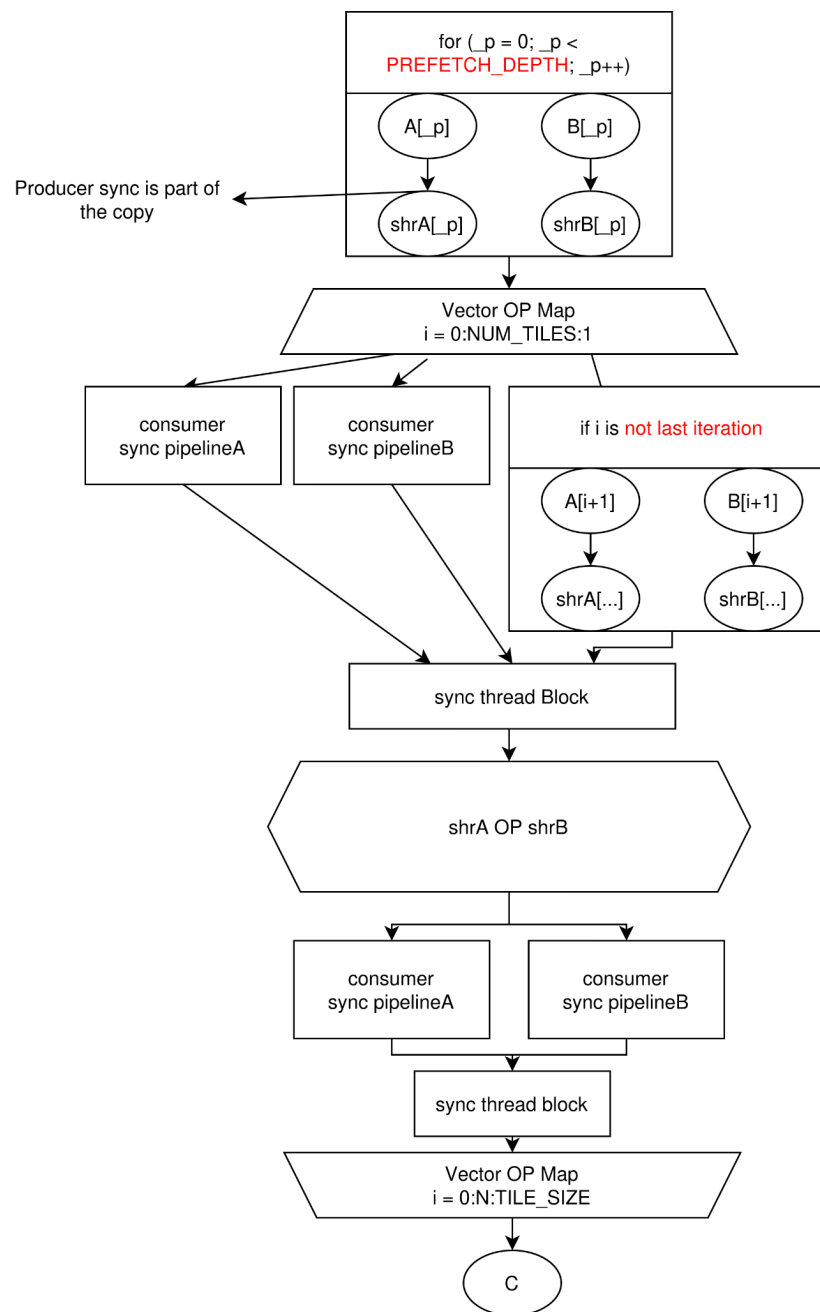 for (_p = 0; _p <
PREFETCH_DEPTH; _p++)
A[_p]
B[_p]
Producer sync is part of
the copy
shrA[_p]
shrB[_p]
Vector OP Map
i = 0:NUM_TILES:1
consumer
sync pipelineA
consumer
sync pipelineB
if i is not last iteration
A[i+1]
B[i+1]
shrA[...]
shrB[...]
sync thread Block
shrA OP shrB
consumer
sync pipelineA
consumer
sync pipelineB
sync thread block
Vector OP Map
i = 0:N:TILE_SIZE
C